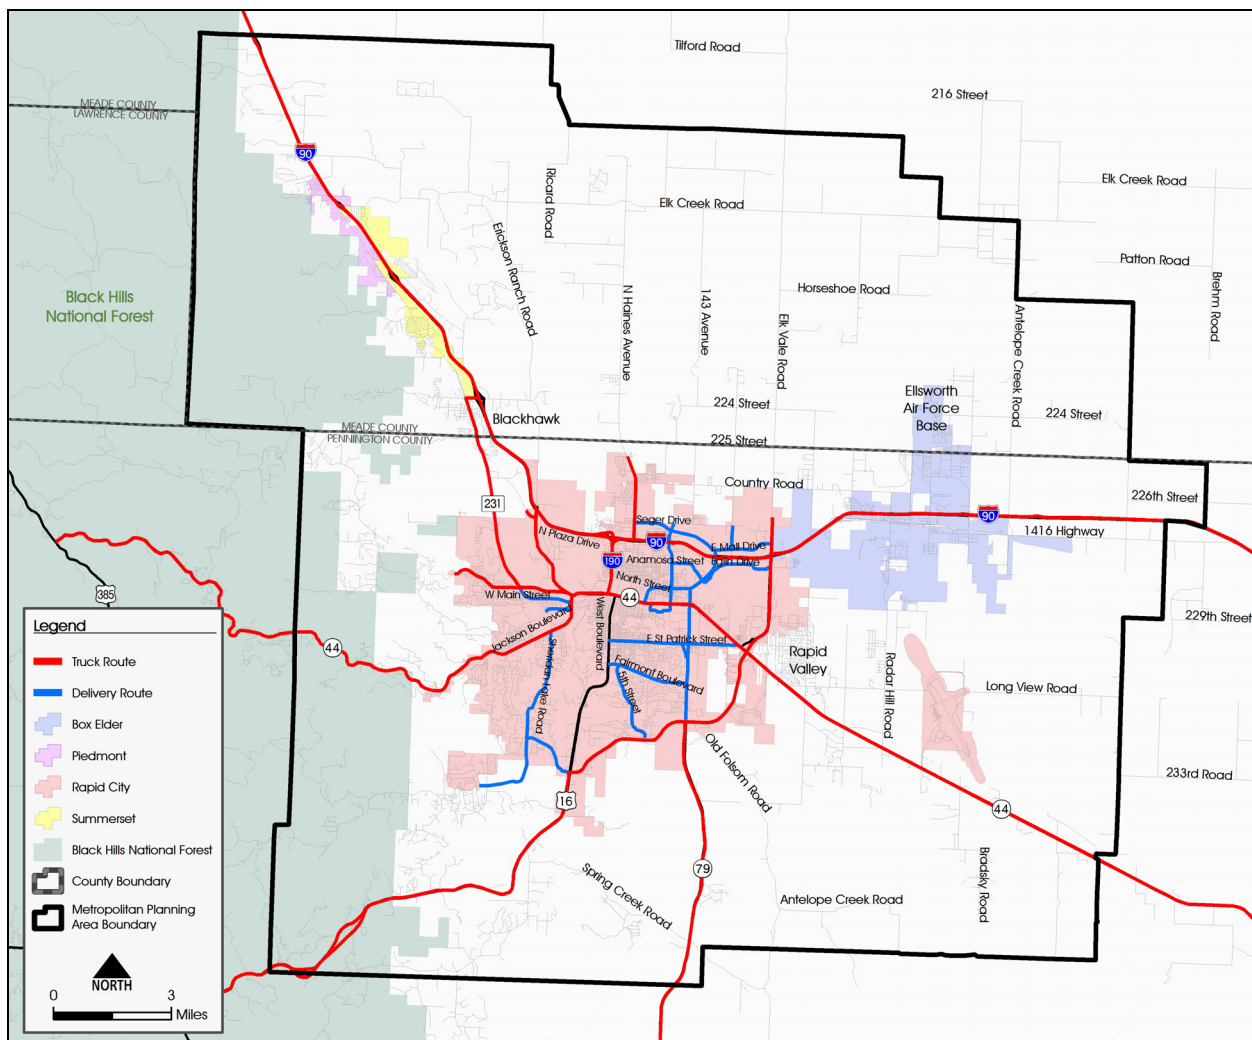 Tilford Road
216 Street
MEADE COUNTY
LAWRENCE COUNTY
90
Ricard Road
Elk Creek Road
Elk Creek Road
Erickson Ranch Road
Patton Road
Black Hills
National Forest
N Haines Avenue
143 Avenue
Elk Vale Road
Horseshoe Road
Antelope Creek Road
Brehm Road
Ellsworth
Air Force
Base
224 Street
224 Street
Blackhawk
MEADE COUNTY
PENNINGTON COUNTY
225 Street
Country Road
226th Street
231
Seger Drive
90
1416 Highway
N Plaza Drive
90
E Mall Drive
190
Anamosa Street
Eglin Drive
North Street
385
W Main Street
44
West Boulevard
229th Street
Jackson Boulevard
44
E St Patrick Street
Sheridan Lake Road
Rapid
Valley
Fairmont Boulevard
5th Street
Radar Hill Road
Long View Road
Old Folsom Road
233rd Road
16
44
79
Spring Creek Road
Bradsky Road
Antelope Creek Road
Legend
Truck Route
Delivery Route
Box Elder
Piedmont
Rapid City
Summerset
Black Hills National Forest
County Boundary
Metropolitan Planning
Area Boundary
NORTH
0 3
Miles